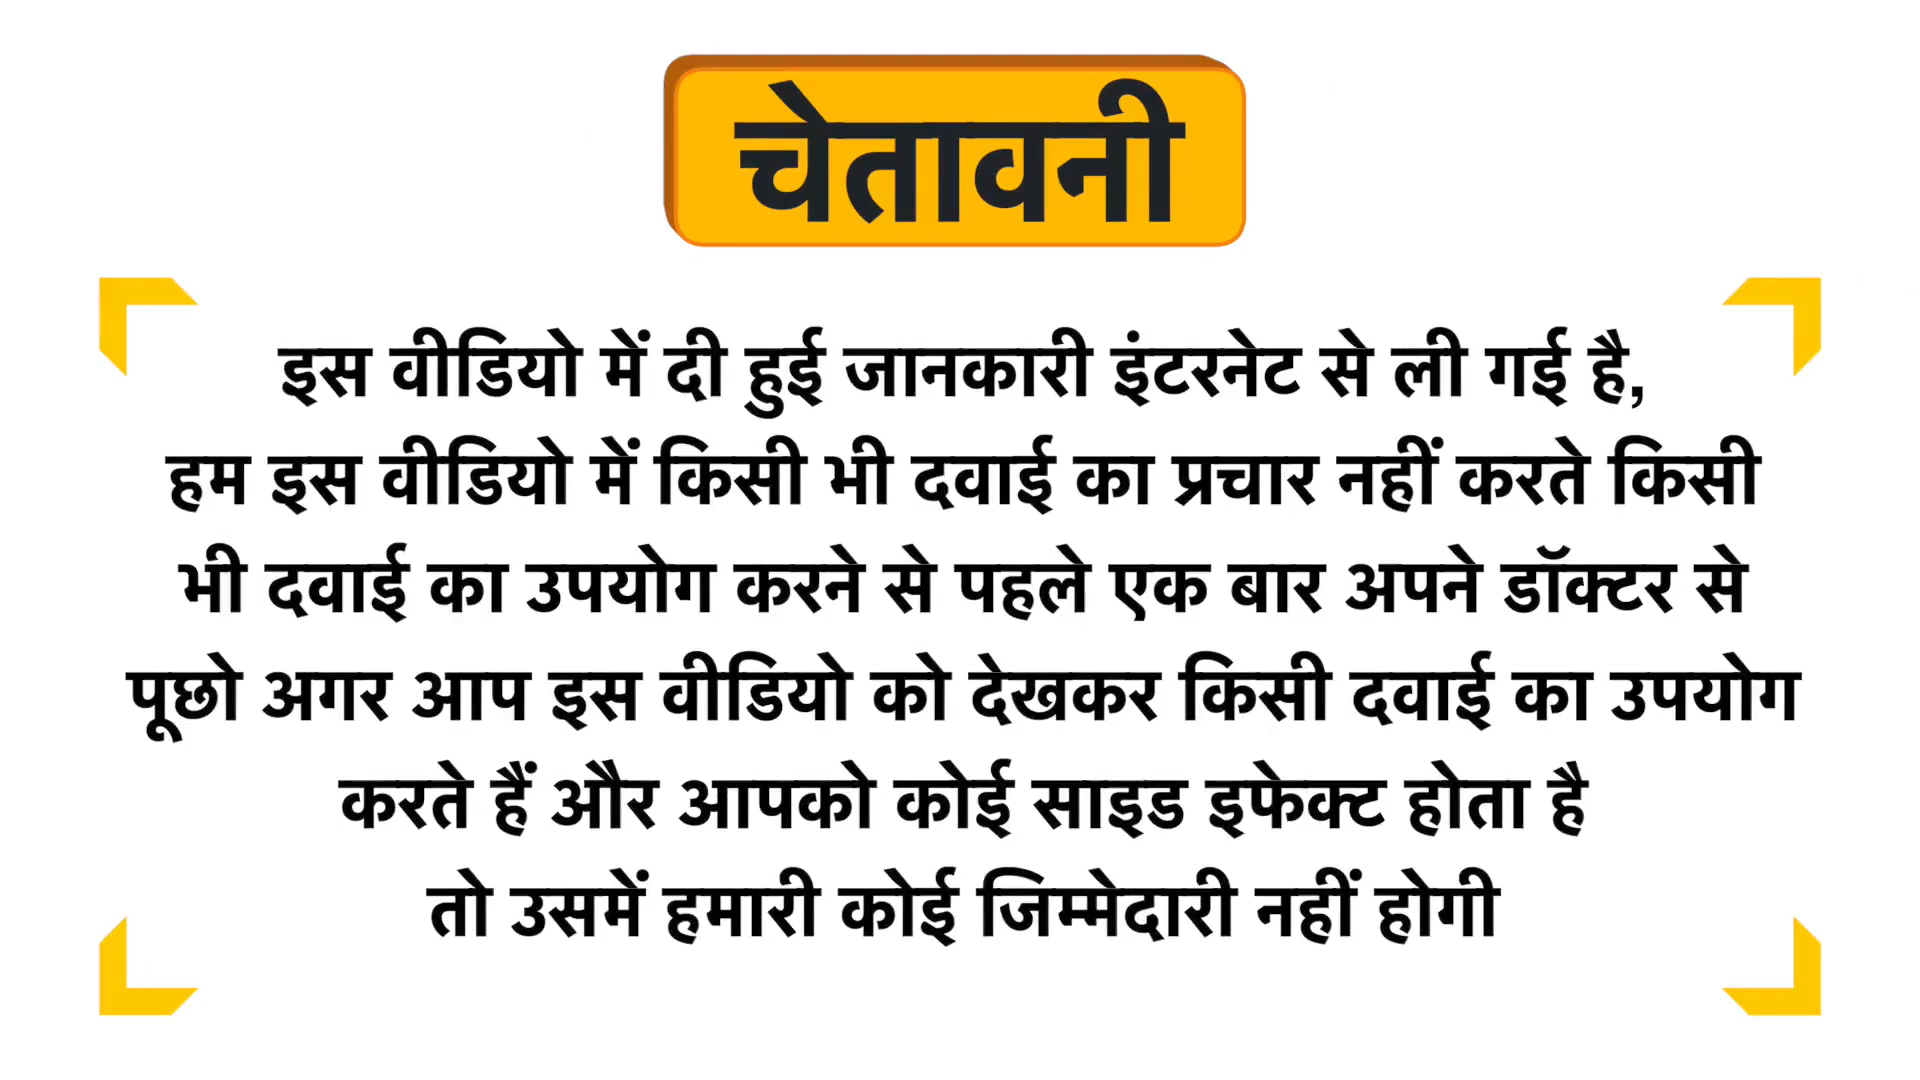 चेतावनी
इस वीडियो में दी हुई जानकारी इंटरनेट से ली गई है,
हम इस वीडियो में किसी भी दवाई का प्रचार नहीं करते किसी
भी दवाई का उपयोग करने से पहले एक बार अपने डॉक्टर से
पूछो अगर आप इस वीडियो को देखकर किसी दवाई का उपयोग
करते हैं और आपको कोई साइड इफेक्ट होता है
तो उसमें हमारी कोई जिम्मेदारी नहीं होगी